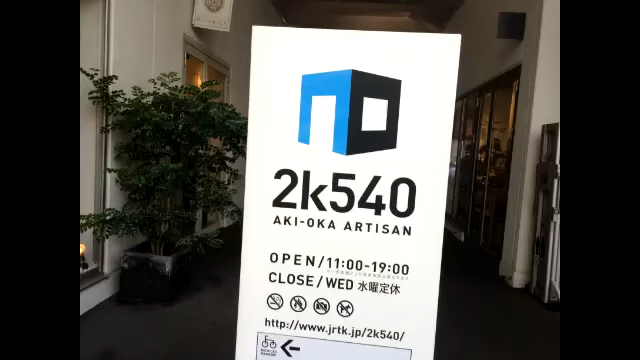 2k540
AKI-OKA ARTISAN
OPEN/11:00-19:00
CLOSE/WED 水曜定休
http://www.jrtk.jp/2k540/